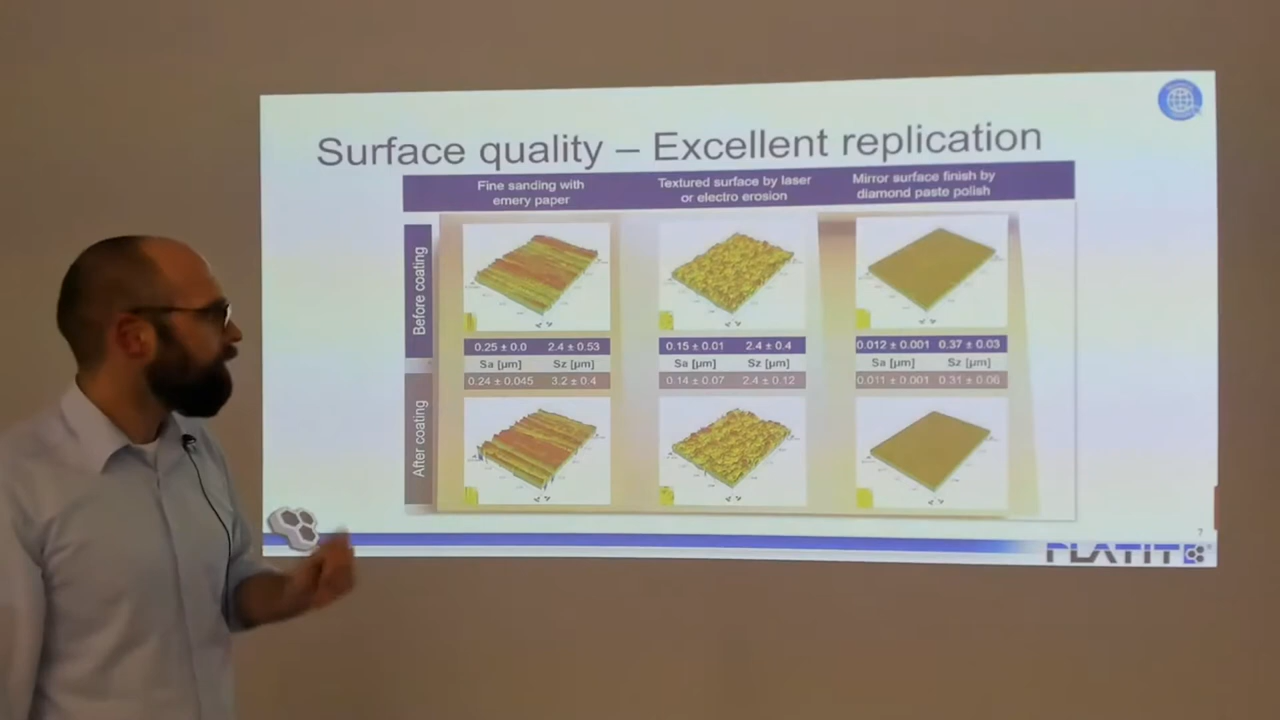 Surface quality – Excellent replication
Fine sanding with
emery paper
Textured surface by laser
or electro erosion
Mirror surface finish by
diamond paste polish
Before coating
0.25 ± 0.0
2.4 ± 0.53
0.15 ± 0.01
2.4 ± 0.4
0.012 ± 0.001
0.37 ± 0.03
Sa [µm]
Sz [µm]
Sa [µm]
Sz [µm]
Sa [µm]
Sz [µm]
0.24 ± 0.045
3.2 ± 0.4
0.14 ± 0.07
2.4 ± 0.12
0.011 ± 0.001
0.31 ± 0.06
After coating
7
PLATIT